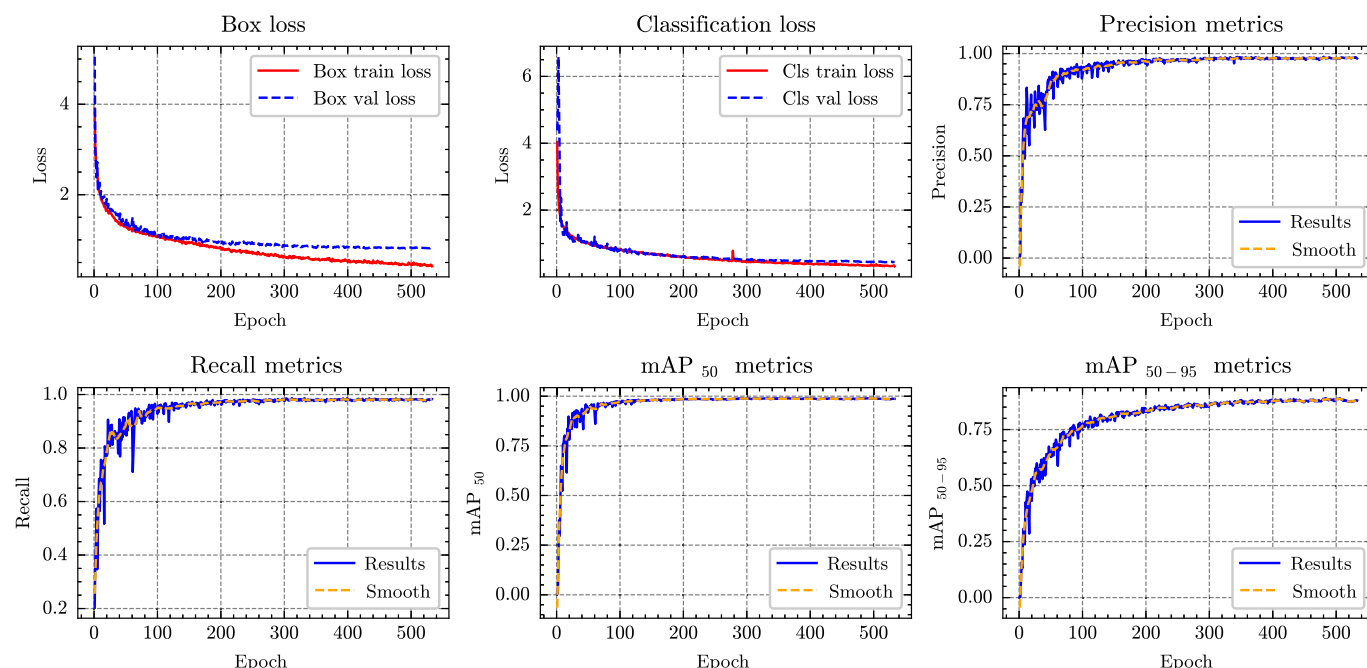 Box loss
4
2
Loss
Box train loss
Box val loss
0 100 200 300 400 500
Epoch
Classification loss
6
4
2
Loss
Cls train loss
Cls val loss
0 100 200 300 400 500
Epoch
Precision metrics
1.00
0.75
0.50
0.25
0.00
Precision
Results
Smooth
0 100 200 300 400 500
Epoch
Recall metrics
1.0
0.8
0.6
0.4
0.2
Recall
Results
Smooth
0 100 200 300 400 500
Epoch
mAP 50 metrics
1.00
0.75
0.50
0.25
0.00
mAP 50
Results
Smooth
0 100 200 300 400 500
Epoch
mAP 50−95 metrics
0.75
0.50
0.25
0.00
mAP 50−95
Results
Smooth
0 100 200 300 400 500
Epoch